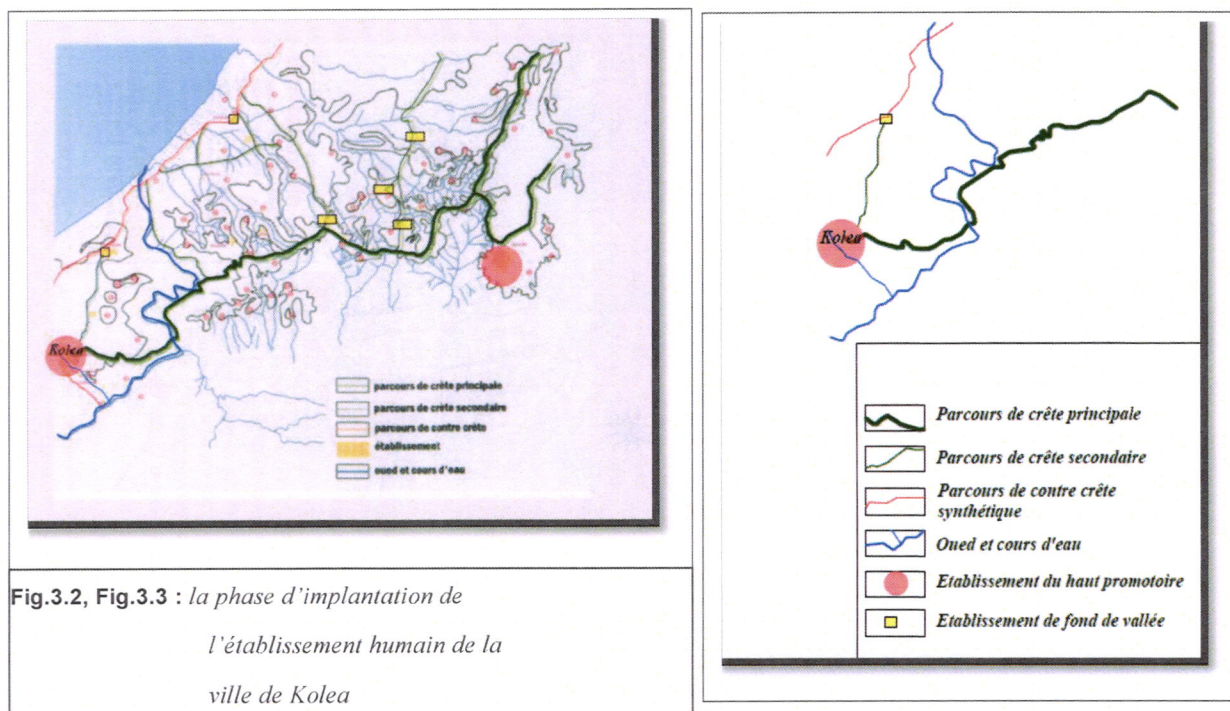 Kolea
parcours de crête principale
parcours de crête secondaire
parcours de contre crête
établissement
oued et cours d'eau
Fig.3.2, Fig.3.3 : la phase d'implantation de
l'établissement humain de la
ville de Kolea
Kolea
Parcours de crête principale
Parcours de crête secondaire
Parcours de contre crête
synthétique
Oued et cours d'eau
Etablissement du haut promotoire
Etablissement de fond de vallée